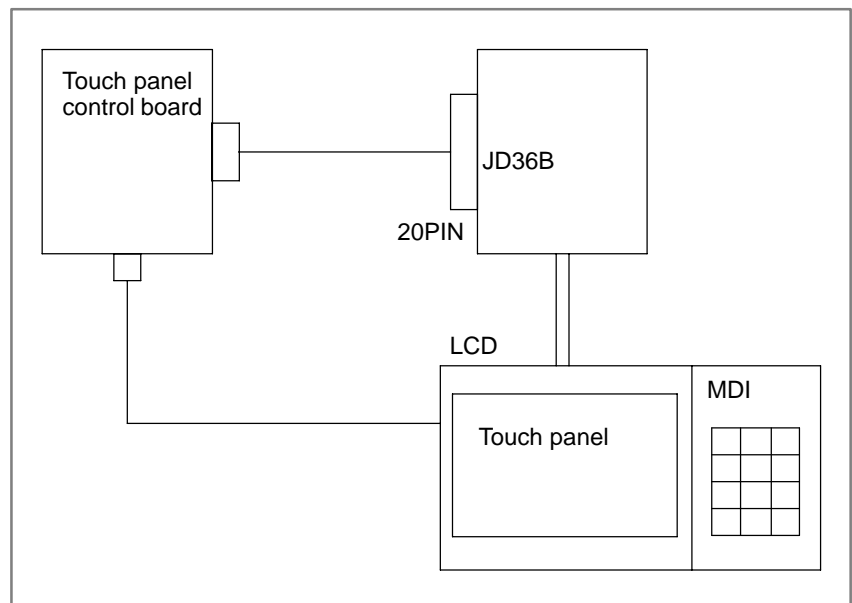 Touch panel
control board
JD36B
20PIN
LCD
MDI
Touch panel